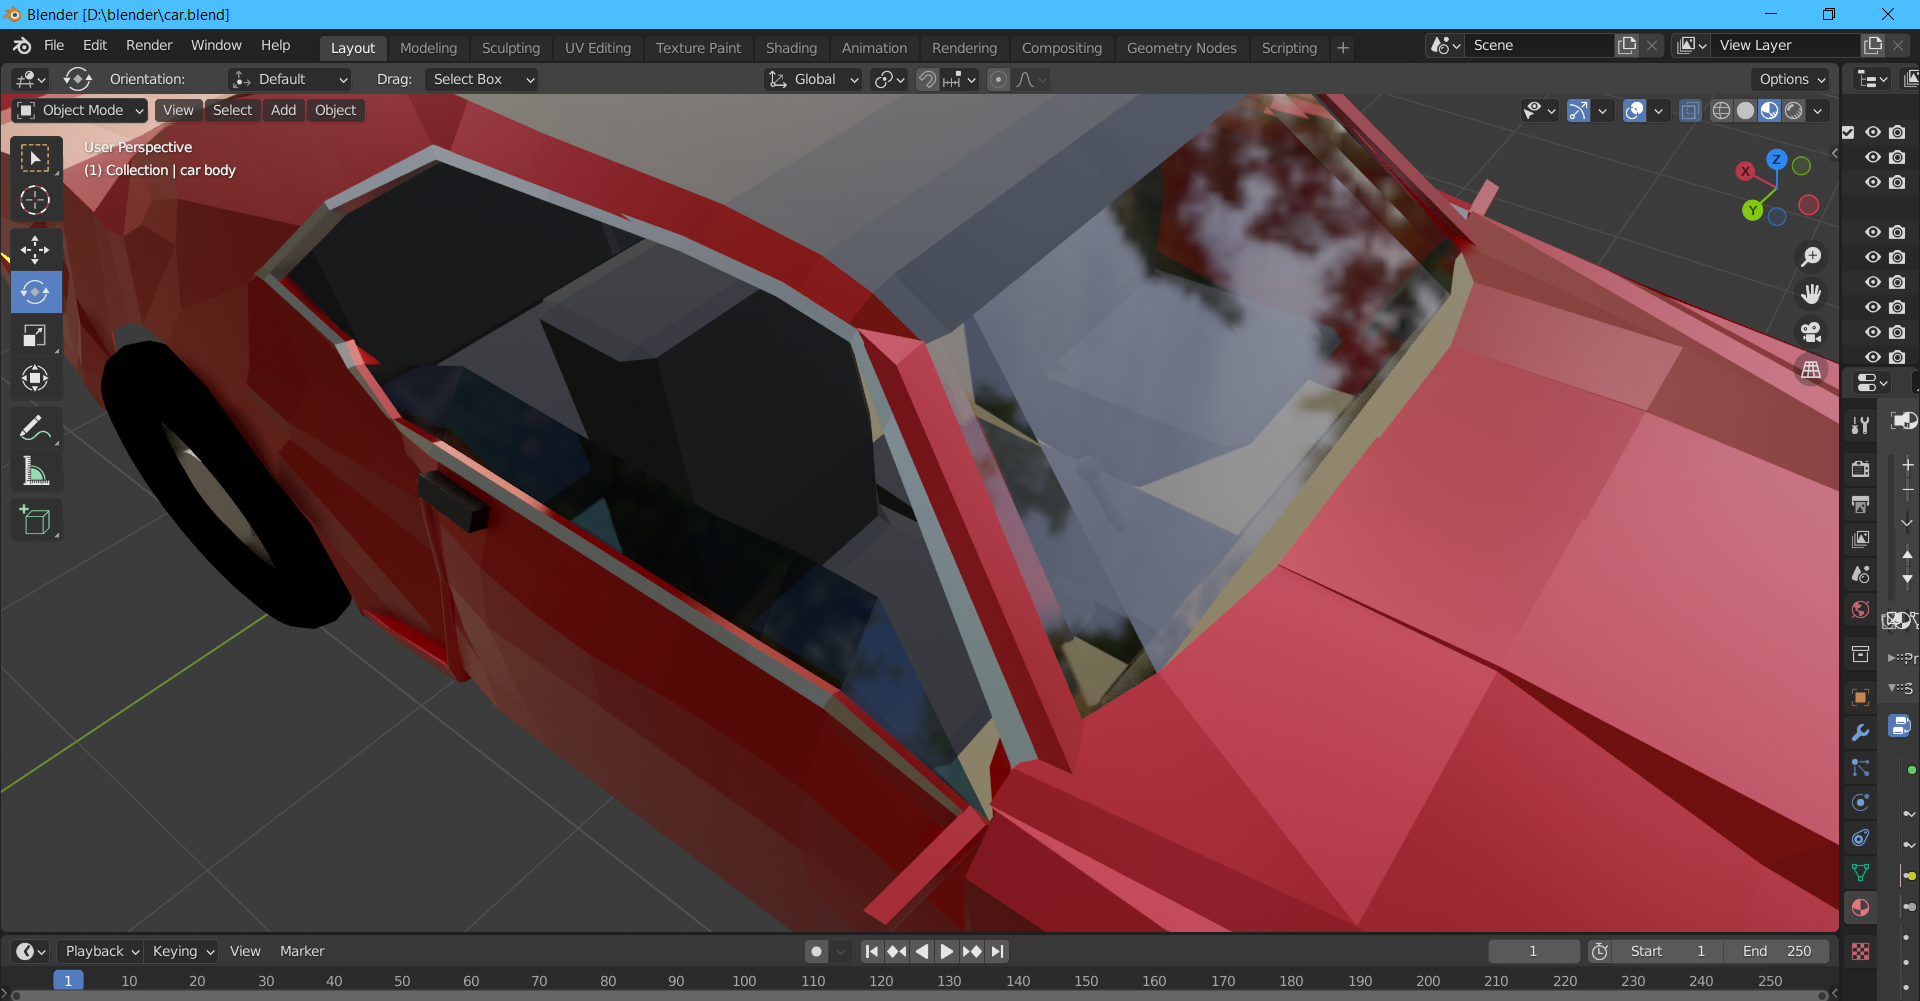 Blender [D:\blender\car.blend]
File Edit Render Window Help Layout Modeling Sculpting UV Editing Texture Paint Shading Animation Rendering Compositing Geometry Nodes Scripting + Scene View Layer
Orientation: Default Drag: Select Box Global Options
Object Mode View Select Add Object
User Perspective
(1) Collection | car body
X Z Y
Pr
S
Playback Keying View Marker 1 Start 1 End 250
1 10 20 30 40 50 60 70 80 90 100 110 120 130 140 150 160 170 180 190 200 210 220 230 240 250